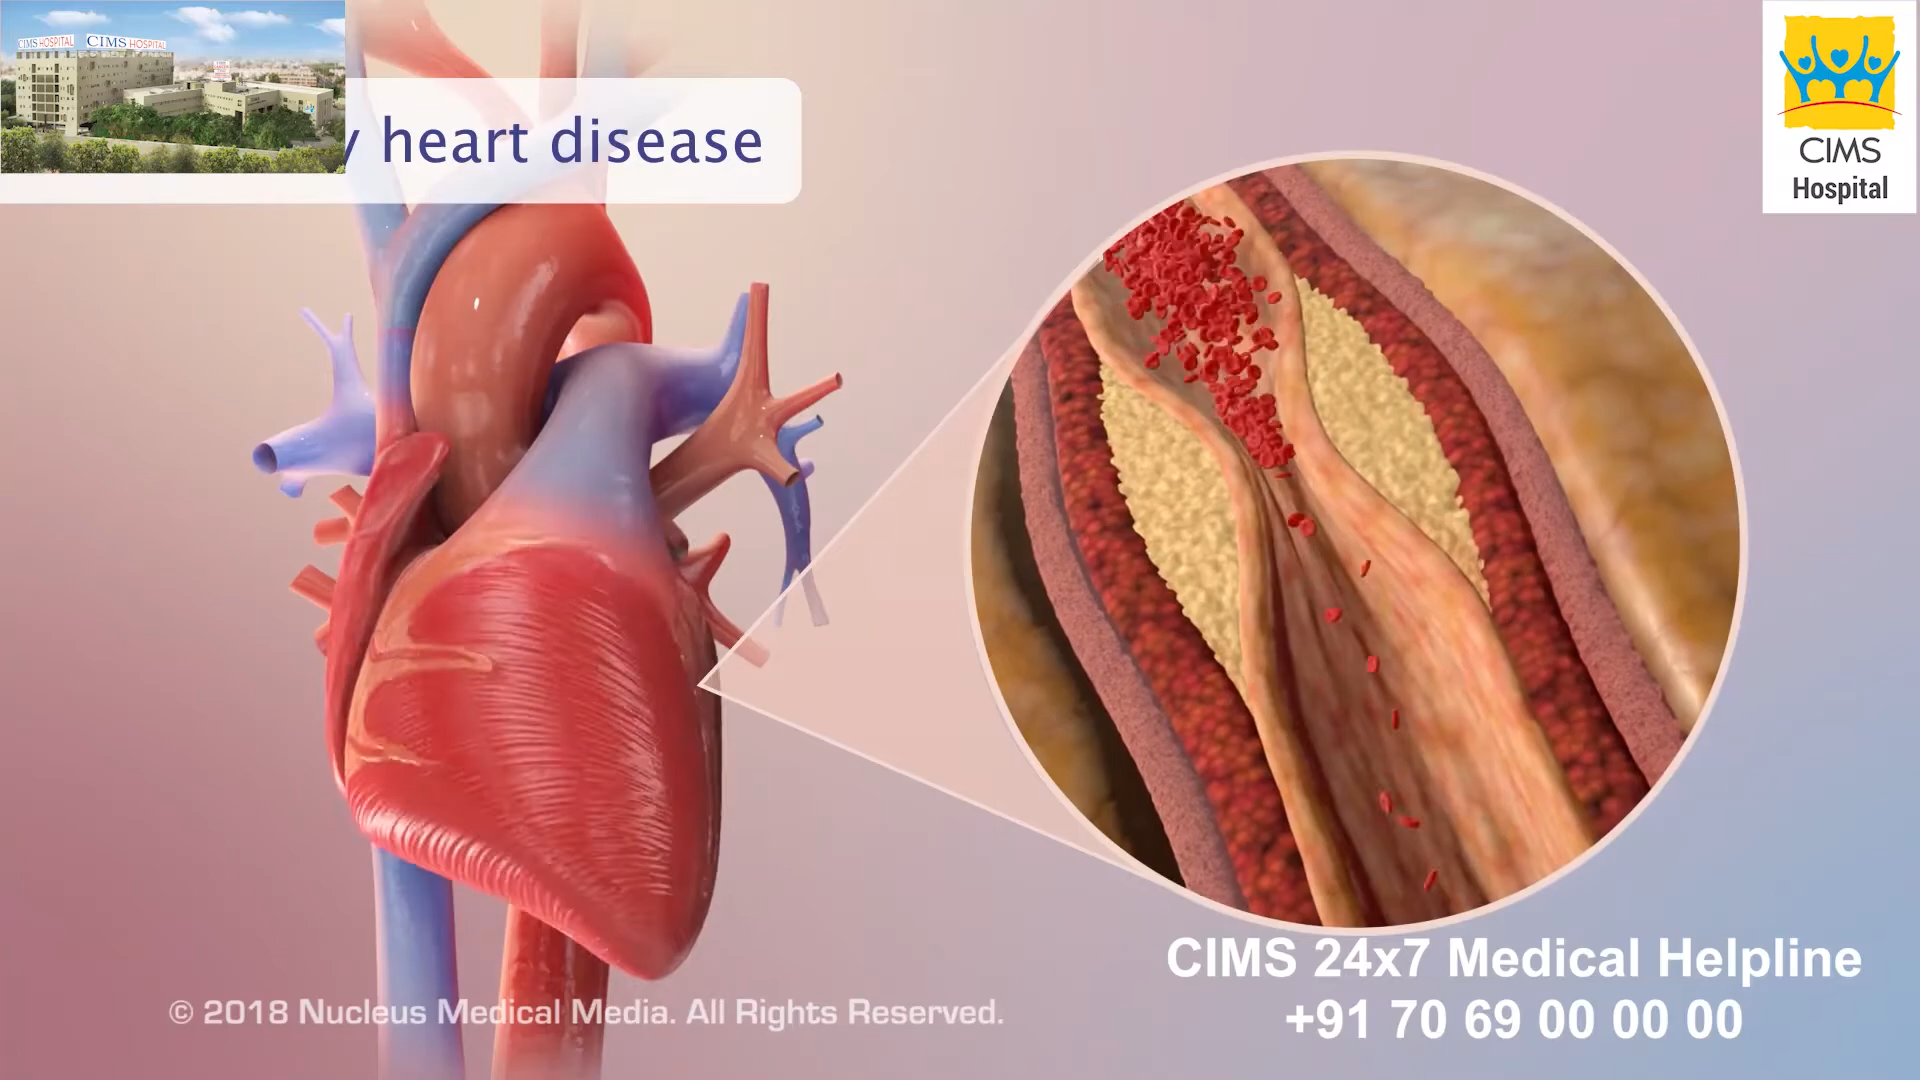 CIMS HOSPITAL CIMS HOSPITAL
y heart disease
CIMS
Hospital
CIMS 24x7 Medical Helpline
+91 70 69 00 00 00
© 2018 Nucleus Medical Media. All Rights Reserved.